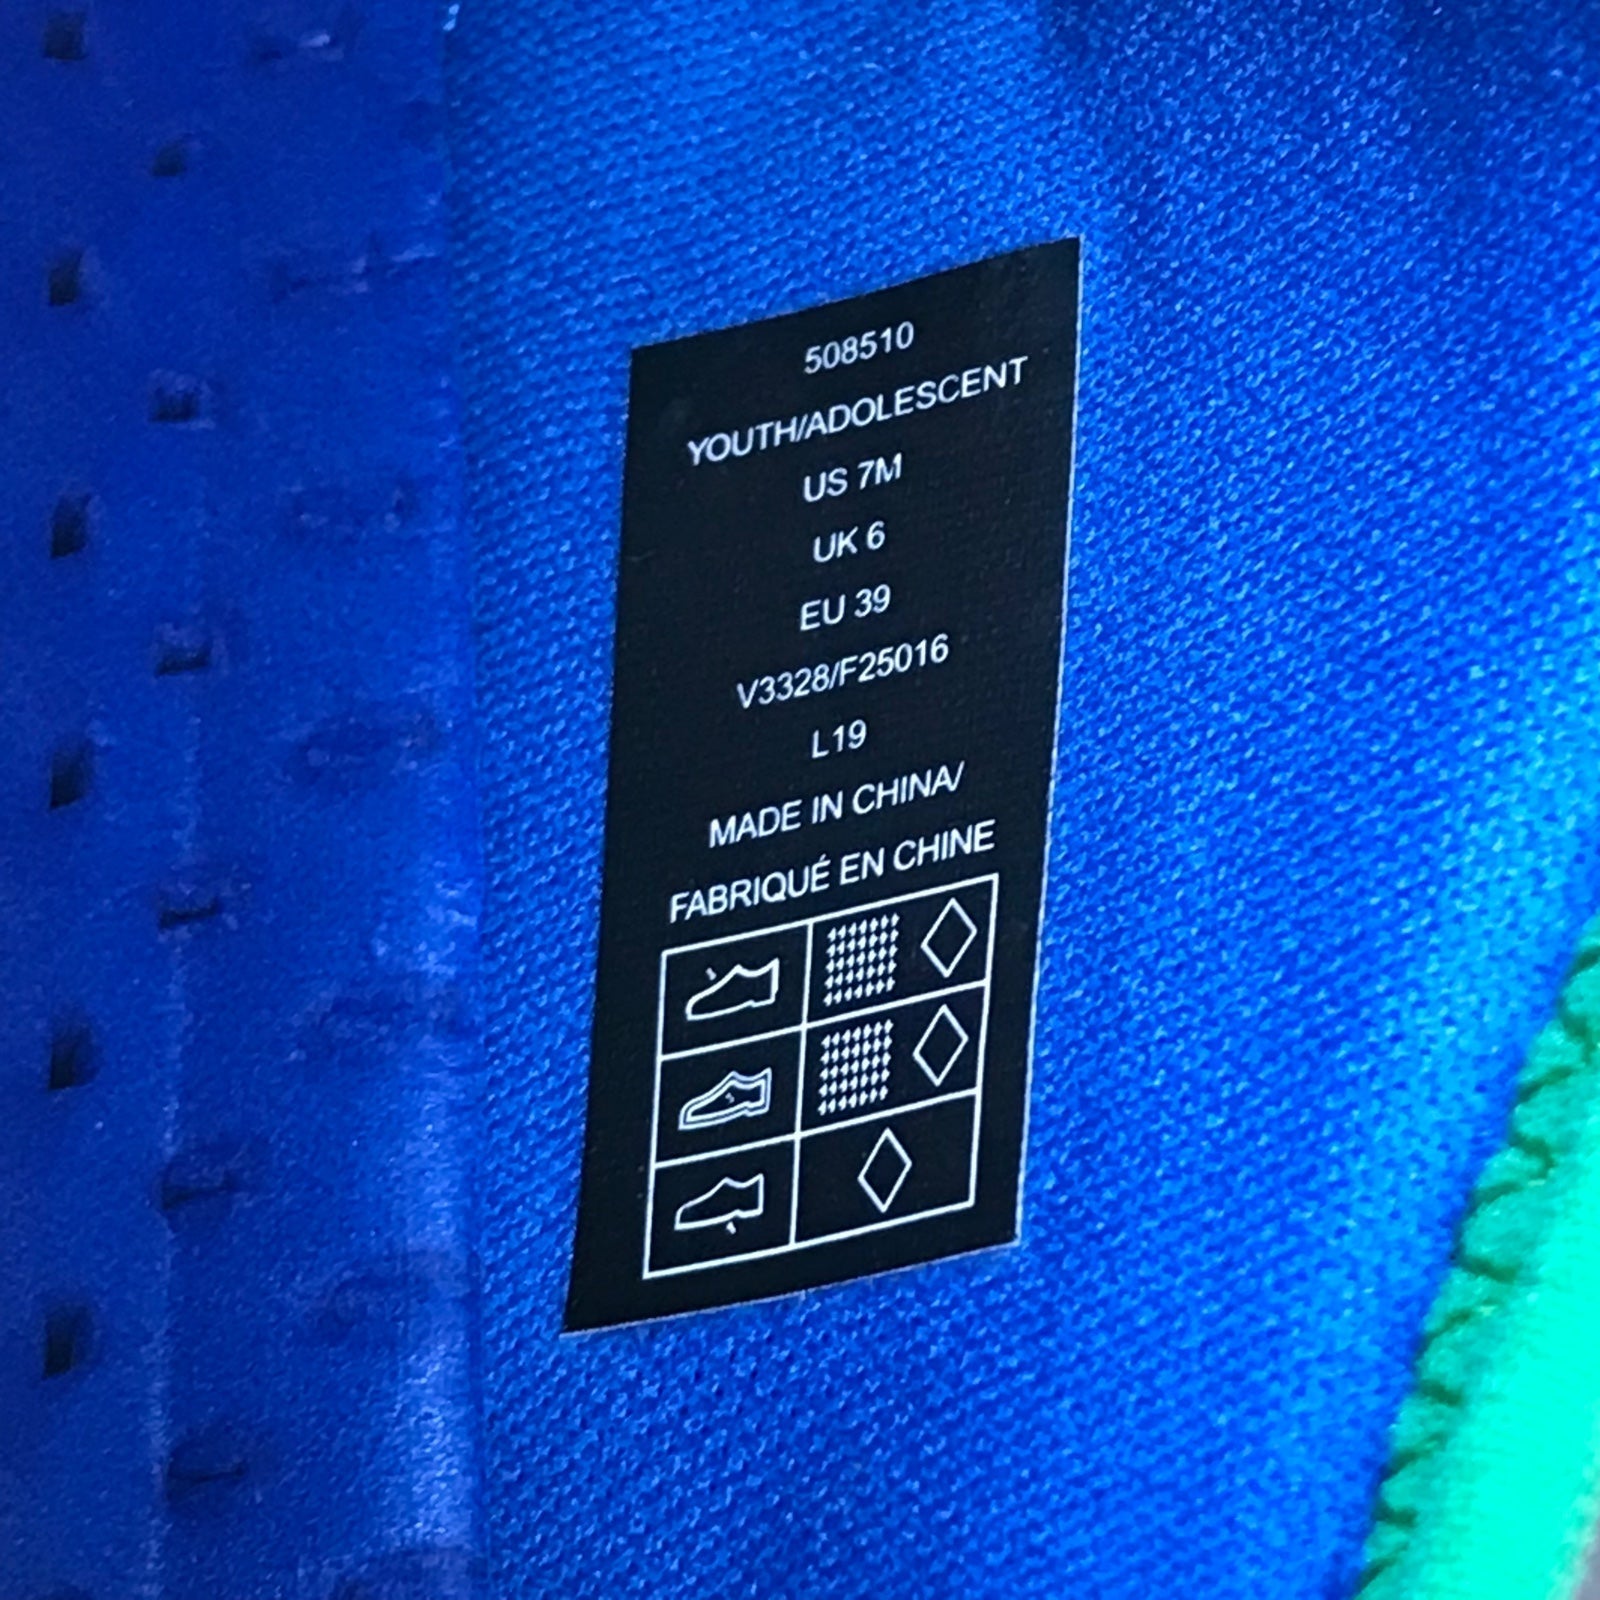 508510
YOUTH/ADOLESCENT
US 7M
UK 6
EU 39
V3328/F25016
L19
MADE IN CHINA/
FABRIQUÉ EN CHINE